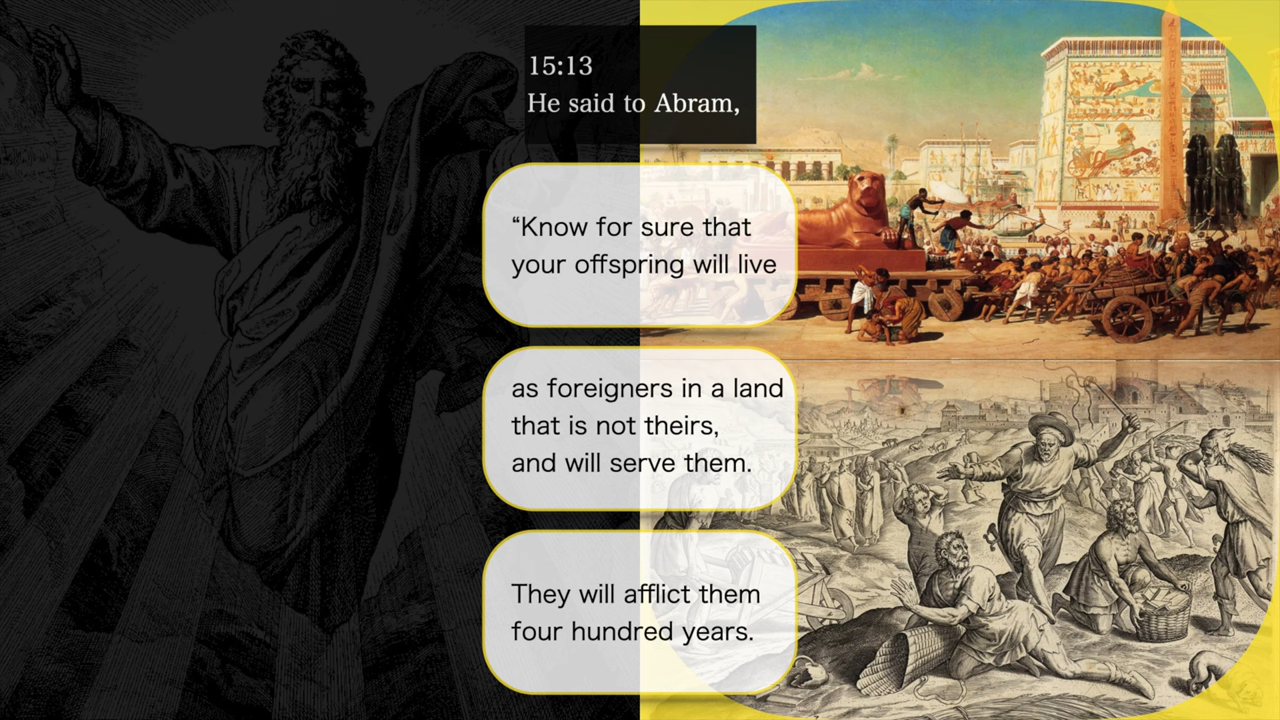 15:13
He said to Abram,
“Know for sure that
your offspring will live
as foreigners in a land
that is not theirs,
and will serve them.
They will afflict them
four hundred years.